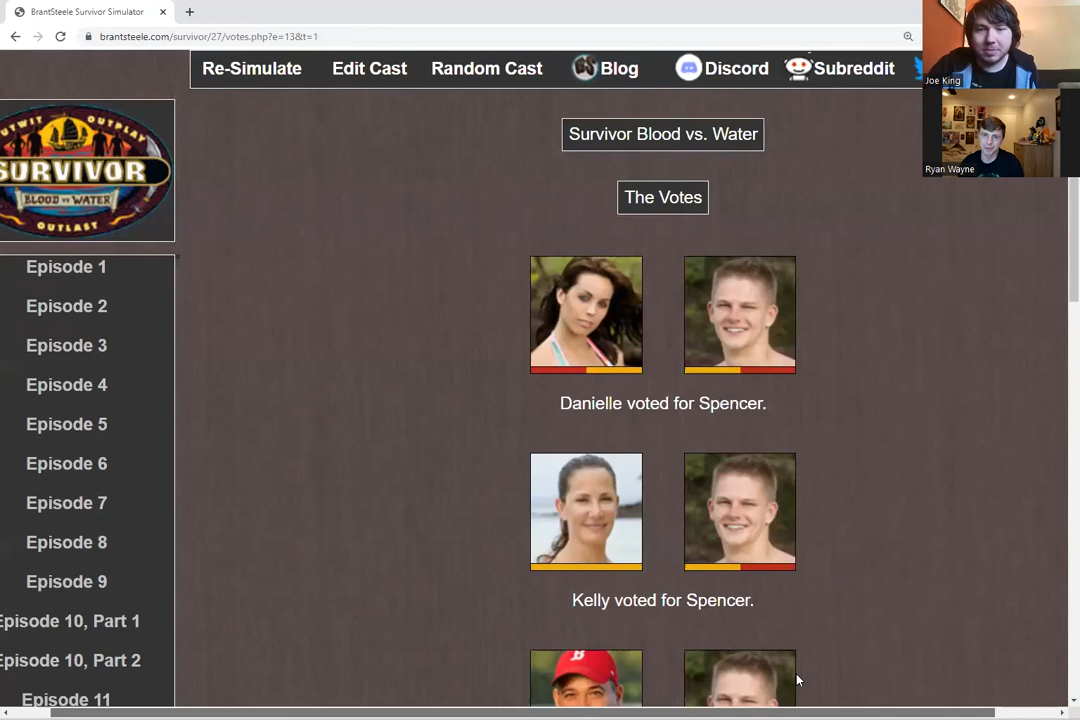 BrantSteele Survivor Simulator
brantsteele.com/survivor/27/votes.php?e=13&t=1
Re-Simulate
Edit Cast
Random Cast
Blog
Discord
Subreddit
Joe King
Ryan Wayne
OUTWIT OUTPLAY
SURVIVOR
BLOOD vs. WATER
OUTLAST
Survivor Blood vs. Water
The Votes
Episode 1
Episode 2
Episode 3
Episode 4
Episode 5
Episode 6
Episode 7
Episode 8
Episode 9
Episode 10, Part 1
Episode 10, Part 2
Episode 11
Danielle voted for Spencer.
Kelly voted for Spencer.
B